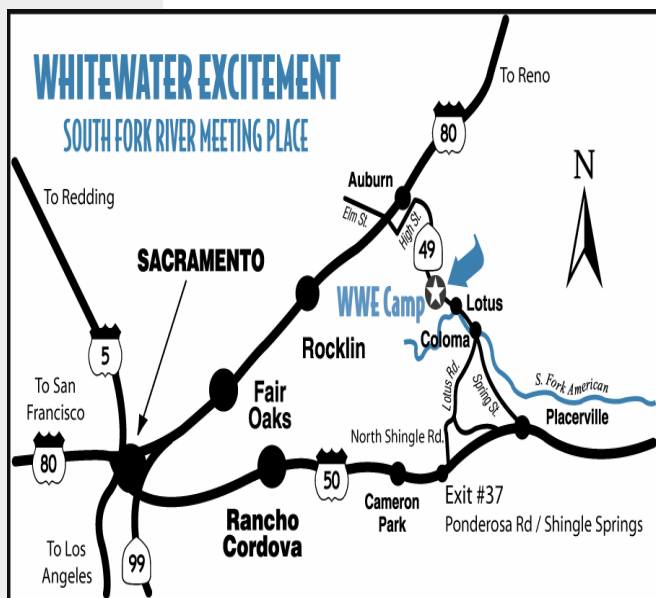 WHITEWATER EXCITEMENT
SOUTH FORK RIVER MEETING PLACE
To Reno
80
N
Auburn
Elm St.
High St.
To Redding
49
SACRAMENTO
WWE Camp
Lotus
Coloma
Rocklin
5
To San
Francisco
Fair
Oaks
Lotus Rd.
Spring St.
S. Fork American
Placerville
North Shingle Rd.
80
50
Cameron
Park
Exit #37
Ponderosa Rd / Shingle Springs
Rancho
Cordova
To Los
Angeles
99